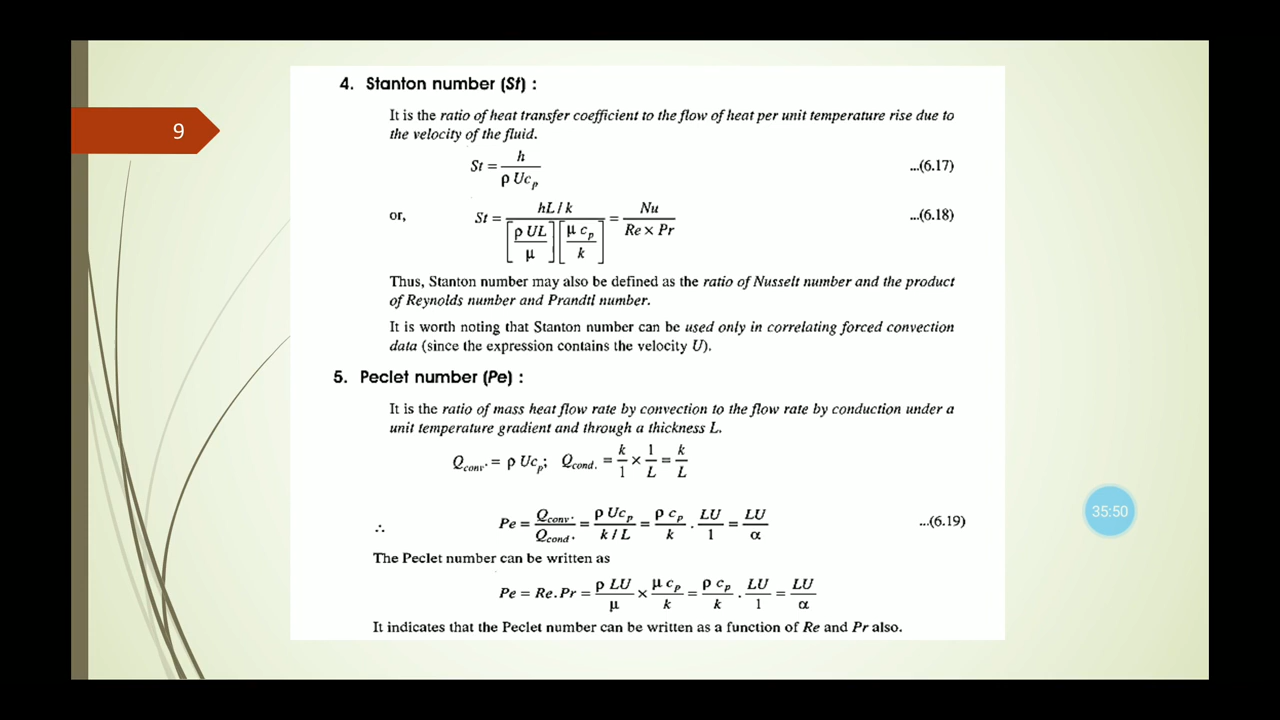 9
4. Stanton number (St) :
It is the ratio of heat transfer coefficient to the flow of heat per unit temperature rise due to
the velocity of the fluid.
St = h / ρ Uc_p ...(6.17)
or, St = (hL / k) / ([ρ UL / μ] [μ c_p / k]) = Nu / (Re × Pr) ...(6.18)
Thus, Stanton number may also be defined as the ratio of Nusselt number and the product
of Reynolds number and Prandtl number.
It is worth noting that Stanton number can be used only in correlating forced convection
data (since the expression contains the velocity U).
5. Peclet number (Pe) :
It is the ratio of mass heat flow rate by convection to the flow rate by conduction under a
unit temperature gradient and through a thickness L.
Q_conv. = ρ Uc_p; Q_cond. = k/1 × 1/L = k/L
∴ Pe = Q_conv. / Q_cond. = ρ Uc_p / (k / L) = ρ c_p / k . LU / 1 = LU / α ...(6.19)
35:50
The Peclet number can be written as
Pe = Re . Pr = ρ LU / μ × μ c_p / k = ρ c_p / k . LU / 1 = LU / α
It indicates that the Peclet number can be written as a function of Re and Pr also.